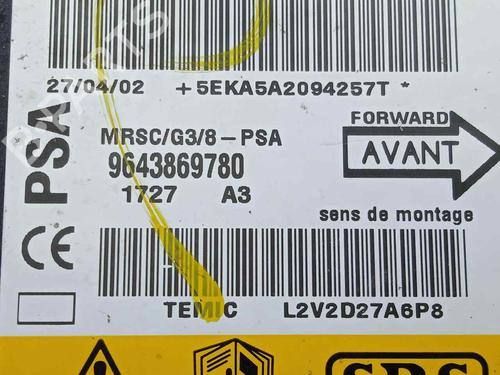 27/04/02 +5EKA5A2094257T*
PSA
MRSC/G3/8-PSA
9643869780
1727 A3
FORWARD
AVANT
sens de montage
CE
TEMIC L2V2D27A6P8
SRS